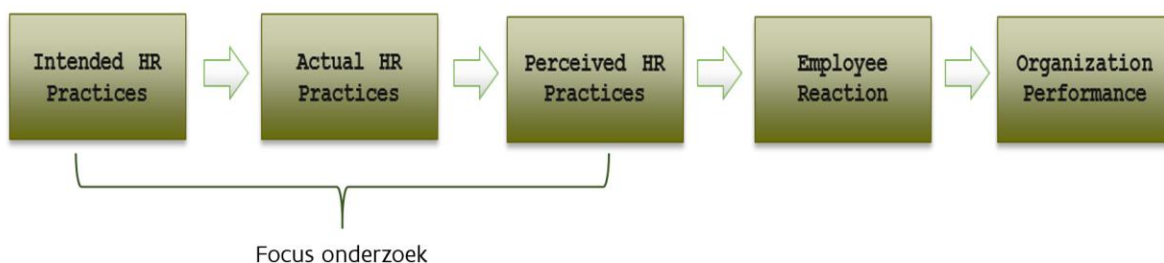 Intended HR
Practices
Actual HR
Practices
Perceived HR
Practices
Employee
Reaction
Organization
Performance
Focus onderzoek